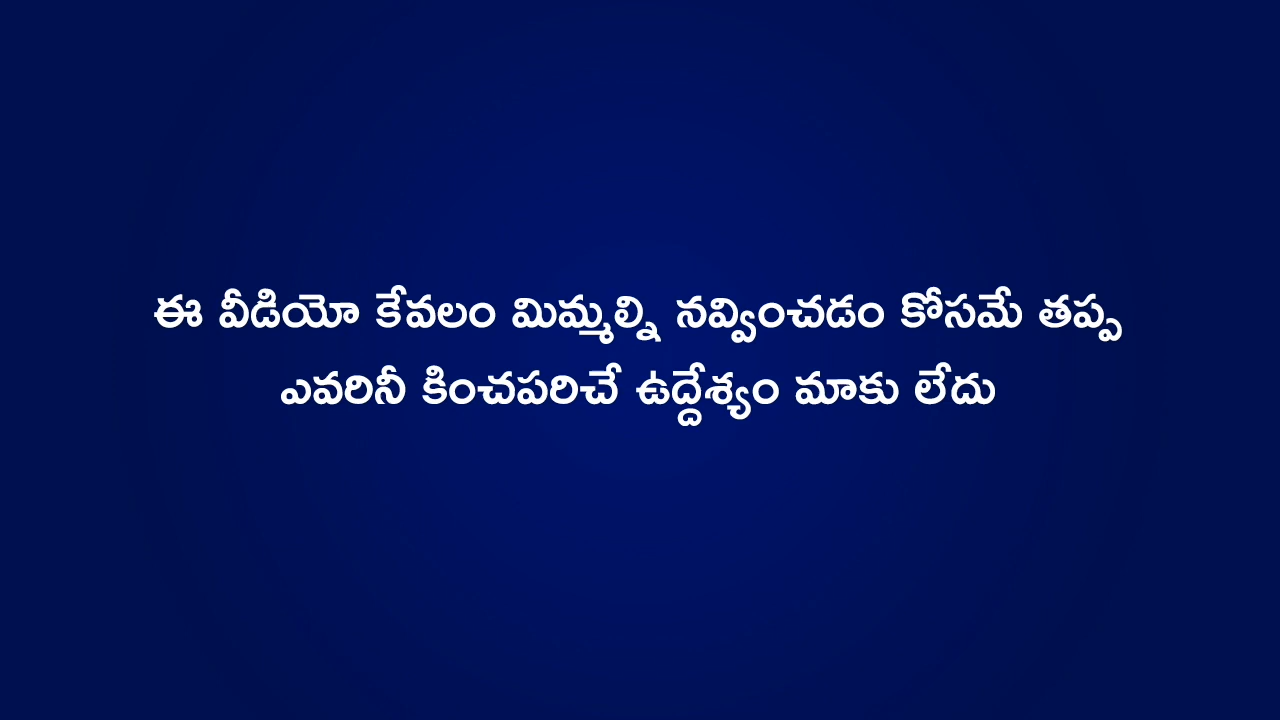 ఈ వీడియో కేవలం మిమ్మల్ని నవ్వించడం కోసమే తప్ప
ఎవరినీ కించపరిచే ఉద్దేశ్యం మాకు లేదు